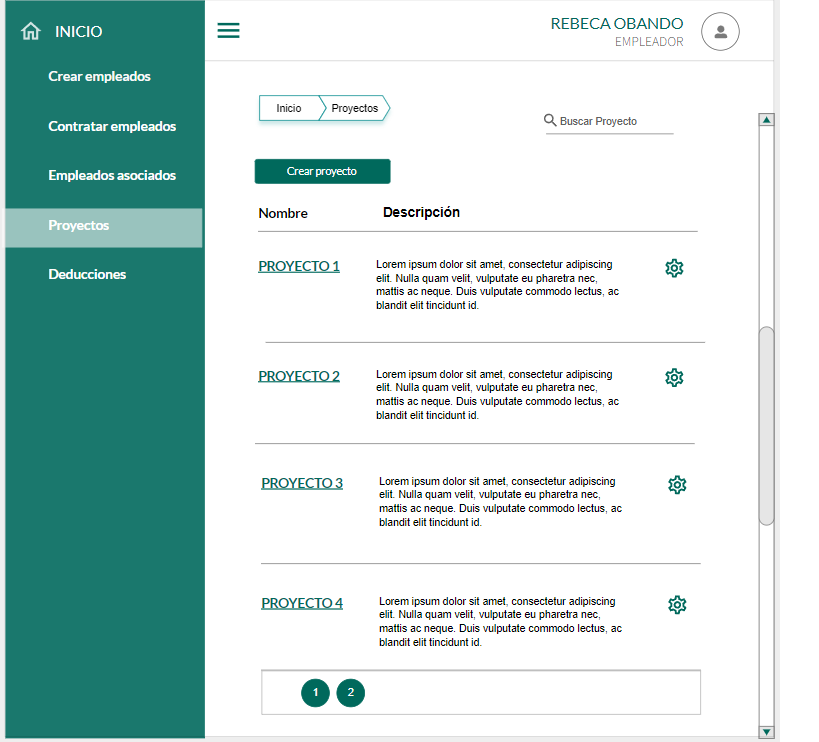 INICIO
Crear empleados
Contratar empleados
Empleados asociados
Proyectos
Deducciones
REBECA OBANDO
EMPLEADOR
Inicio
Proyectos
Buscar Proyecto
Crear proyecto
Nombre
Descripción
PROYECTO 1
Lorem ipsum dolor sit amet, consectetur adipiscing
elit. Nulla quam velit, vulputate eu pharetra nec,
mattis ac neque. Duis vulputate commodo lectus, ac
blandit elit tincidunt id.
PROYECTO 2
Lorem ipsum dolor sit amet, consectetur adipiscing
elit. Nulla quam velit, vulputate eu pharetra nec,
mattis ac neque. Duis vulputate commodo lectus, ac
blandit elit tincidunt id.
PROYECTO 3
Lorem ipsum dolor sit amet, consectetur adipiscing
elit. Nulla quam velit, vulputate eu pharetra nec,
mattis ac neque. Duis vulputate commodo lectus, ac
blandit elit tincidunt id.
PROYECTO 4
Lorem ipsum dolor sit amet, consectetur adipiscing
elit. Nulla quam velit, vulputate eu pharetra nec,
mattis ac neque. Duis vulputate commodo lectus, ac
blandit elit tincidunt id.
1
2